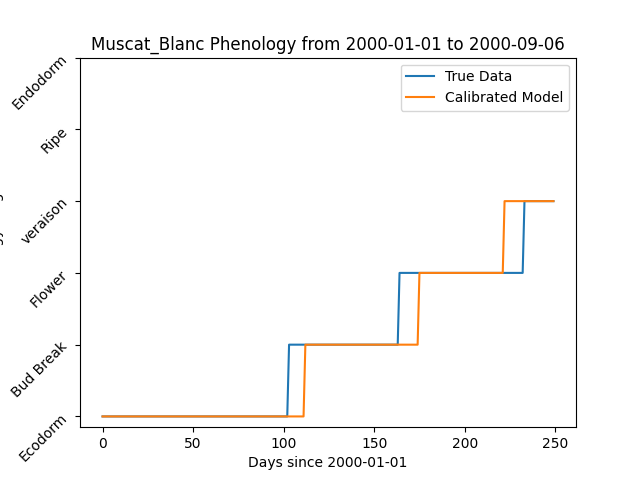 Muscat_Blanc Phenology from 2000-01-01 to 2000-09-06
True Data
Calibrated Model
Endodorm
Ripe
veraison
Flower
Bud Break
Ecodorm
0 50 100 150 200 250
Days since 2000-01-01